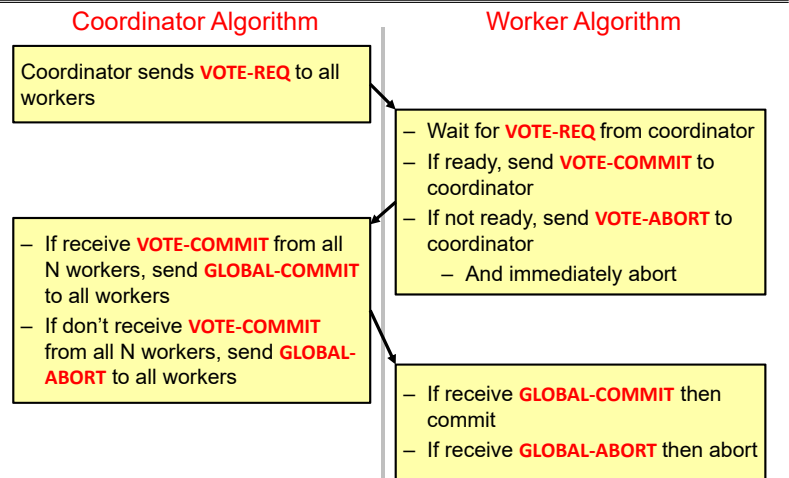 Coordinator Algorithm
Worker Algorithm
Coordinator sends VOTE-REQ to all
workers
– Wait for VOTE-REQ from coordinator
– If ready, send VOTE-COMMIT to
coordinator
– If not ready, send VOTE-ABORT to
coordinator
– And immediately abort
– If receive VOTE-COMMIT from all
N workers, send GLOBAL-COMMIT
to all workers
– If don’t receive VOTE-COMMIT
from all N workers, send GLOBAL-
ABORT to all workers
– If receive GLOBAL-COMMIT then
commit
– If receive GLOBAL-ABORT then abort